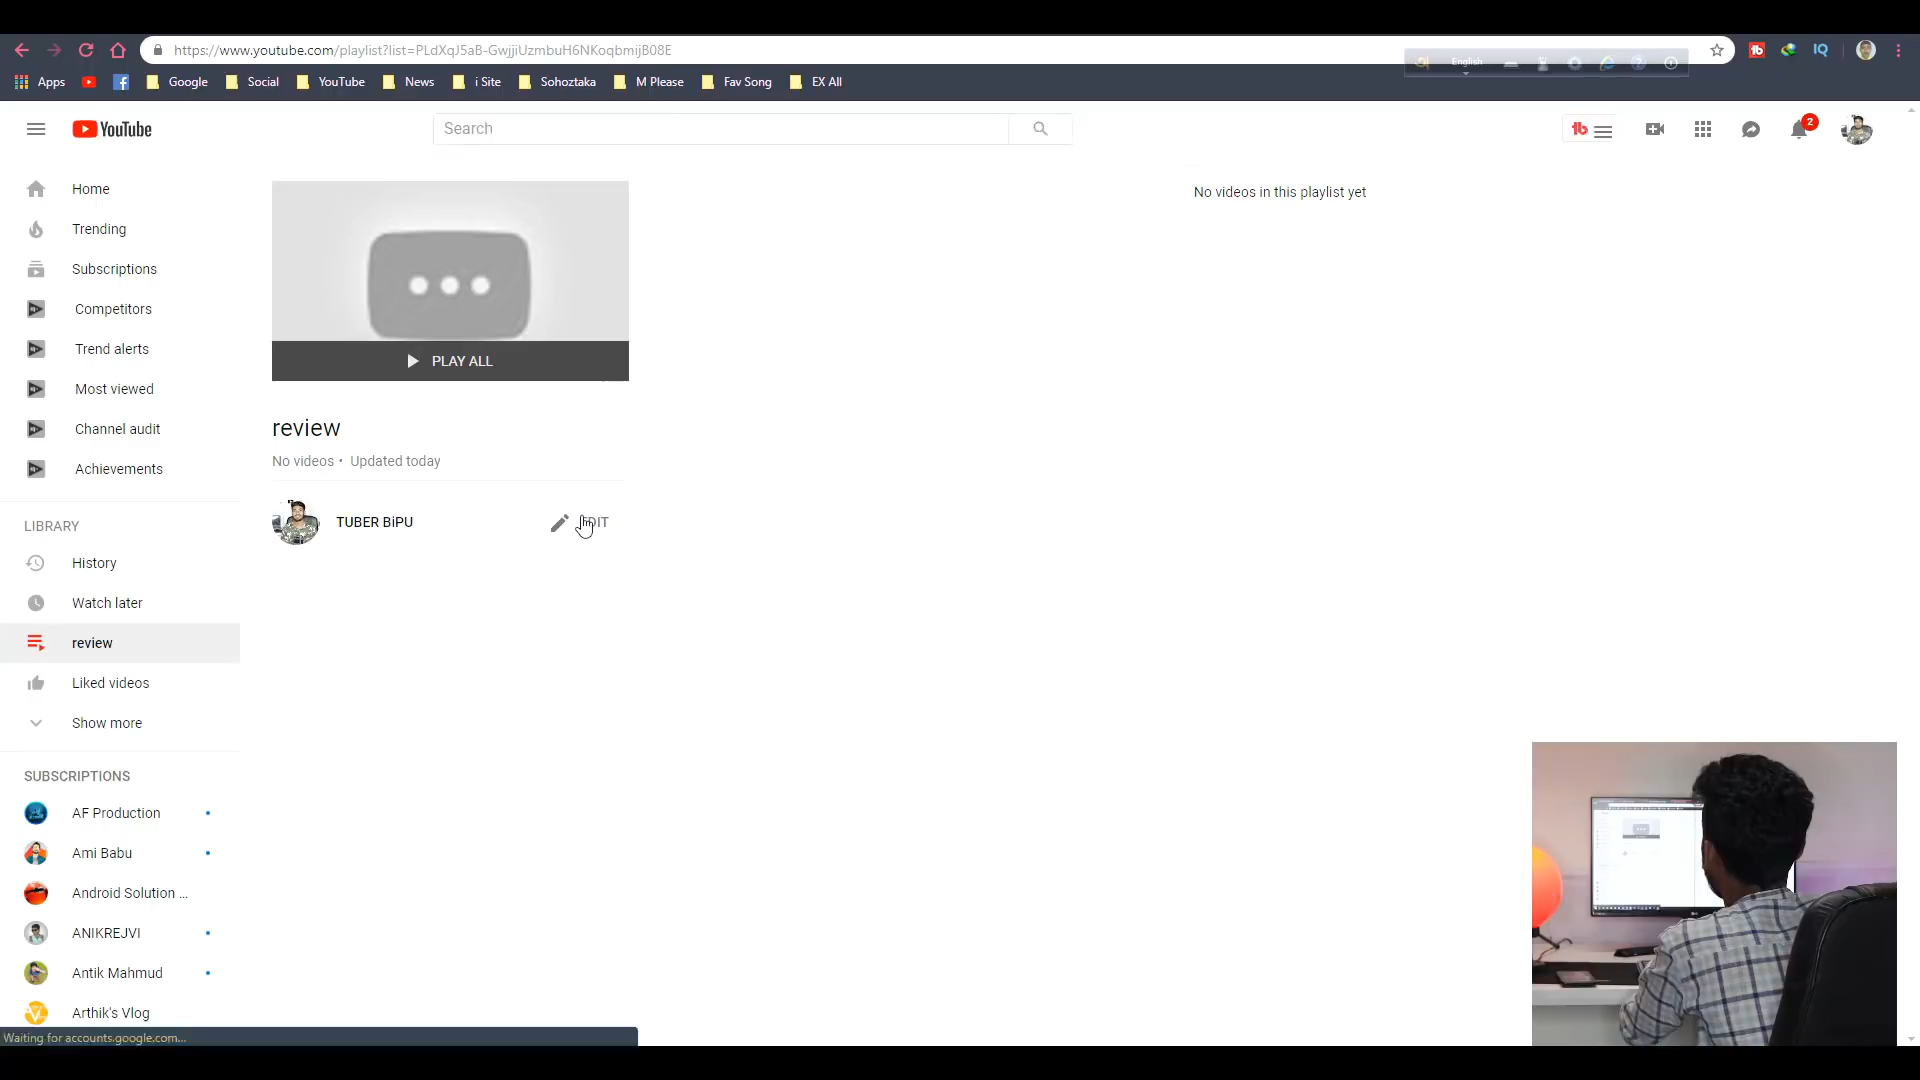 https://www.youtube.com/playlist?list=PLdXqJ5aB-GwjjiUzmbuH6NKoqbmijB08E
English
Apps
Google
Social
YouTube
News
i Site
Sohoztaka
M Please
Fav Song
EX All
YouTube
Search
2
Home
Trending
Subscriptions
Competitors
Trend alerts
Most viewed
Channel audit
Achievements
LIBRARY
History
Watch later
review
Liked videos
Show more
SUBSCRIPTIONS
AF Production
Ami Babu
Android Solution ...
ANIKREJVI
Antik Mahmud
Arthik's Vlog
Waiting for accounts.google.com...
PLAY ALL
review
No videos • Updated today
TUBER BiPU
EDIT
No videos in this playlist yet